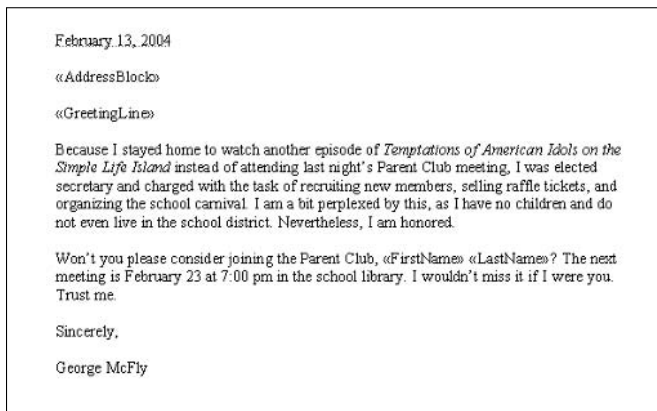 February 13, 2004
«AddressBlock»
«GreetingLine»
Because I stayed home to watch another episode of Temptations of American Idols on the
Simple Life Island instead of attending last night's Parent Club meeting, I was elected
secretary and charged with the task of recruiting new members, selling raffle tickets, and
organizing the school carnival. I am a bit perplexed by this, as I have no children and do
not even live in the school district. Nevertheless, I am honored.
Won't you please consider joining the Parent Club, «FirstName» «LastName»? The next
meeting is February 23 at 7:00 pm in the school library. I wouldn't miss it if I were you.
Trust me.
Sincerely,
George McFly